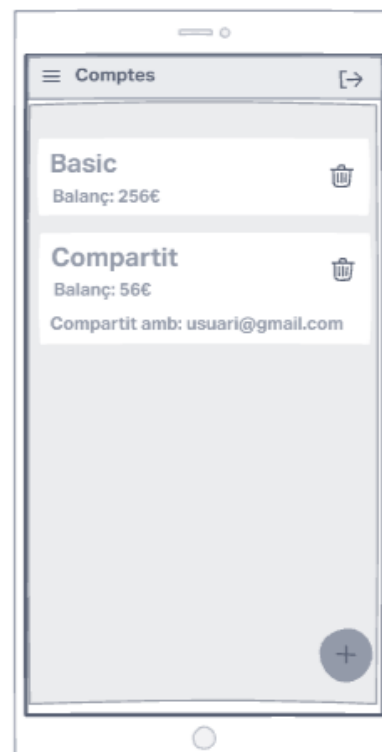 Comptes
Basic
Balanç: 256€
Compartit
Balanç: 56€
Compartit amb: usuari@gmail.com